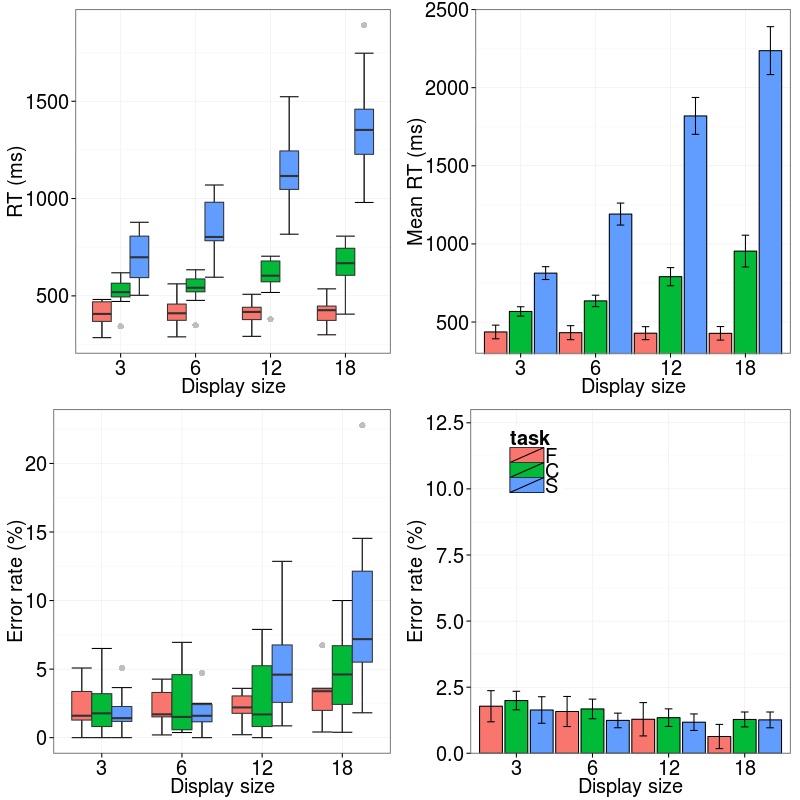 RT (ms)
1500
1000
500
3 6 12 18
Display size
Mean RT (ms)
2500
2000
1500
1000
500
3 6 12 18
Display size
Error rate (%)
20
15
10
5
0
3 6 12 18
Display size
Error rate (%)
12.5
10.0
7.5
5.0
2.5
0.0
task
F
C
S
3 6 12 18
Display size